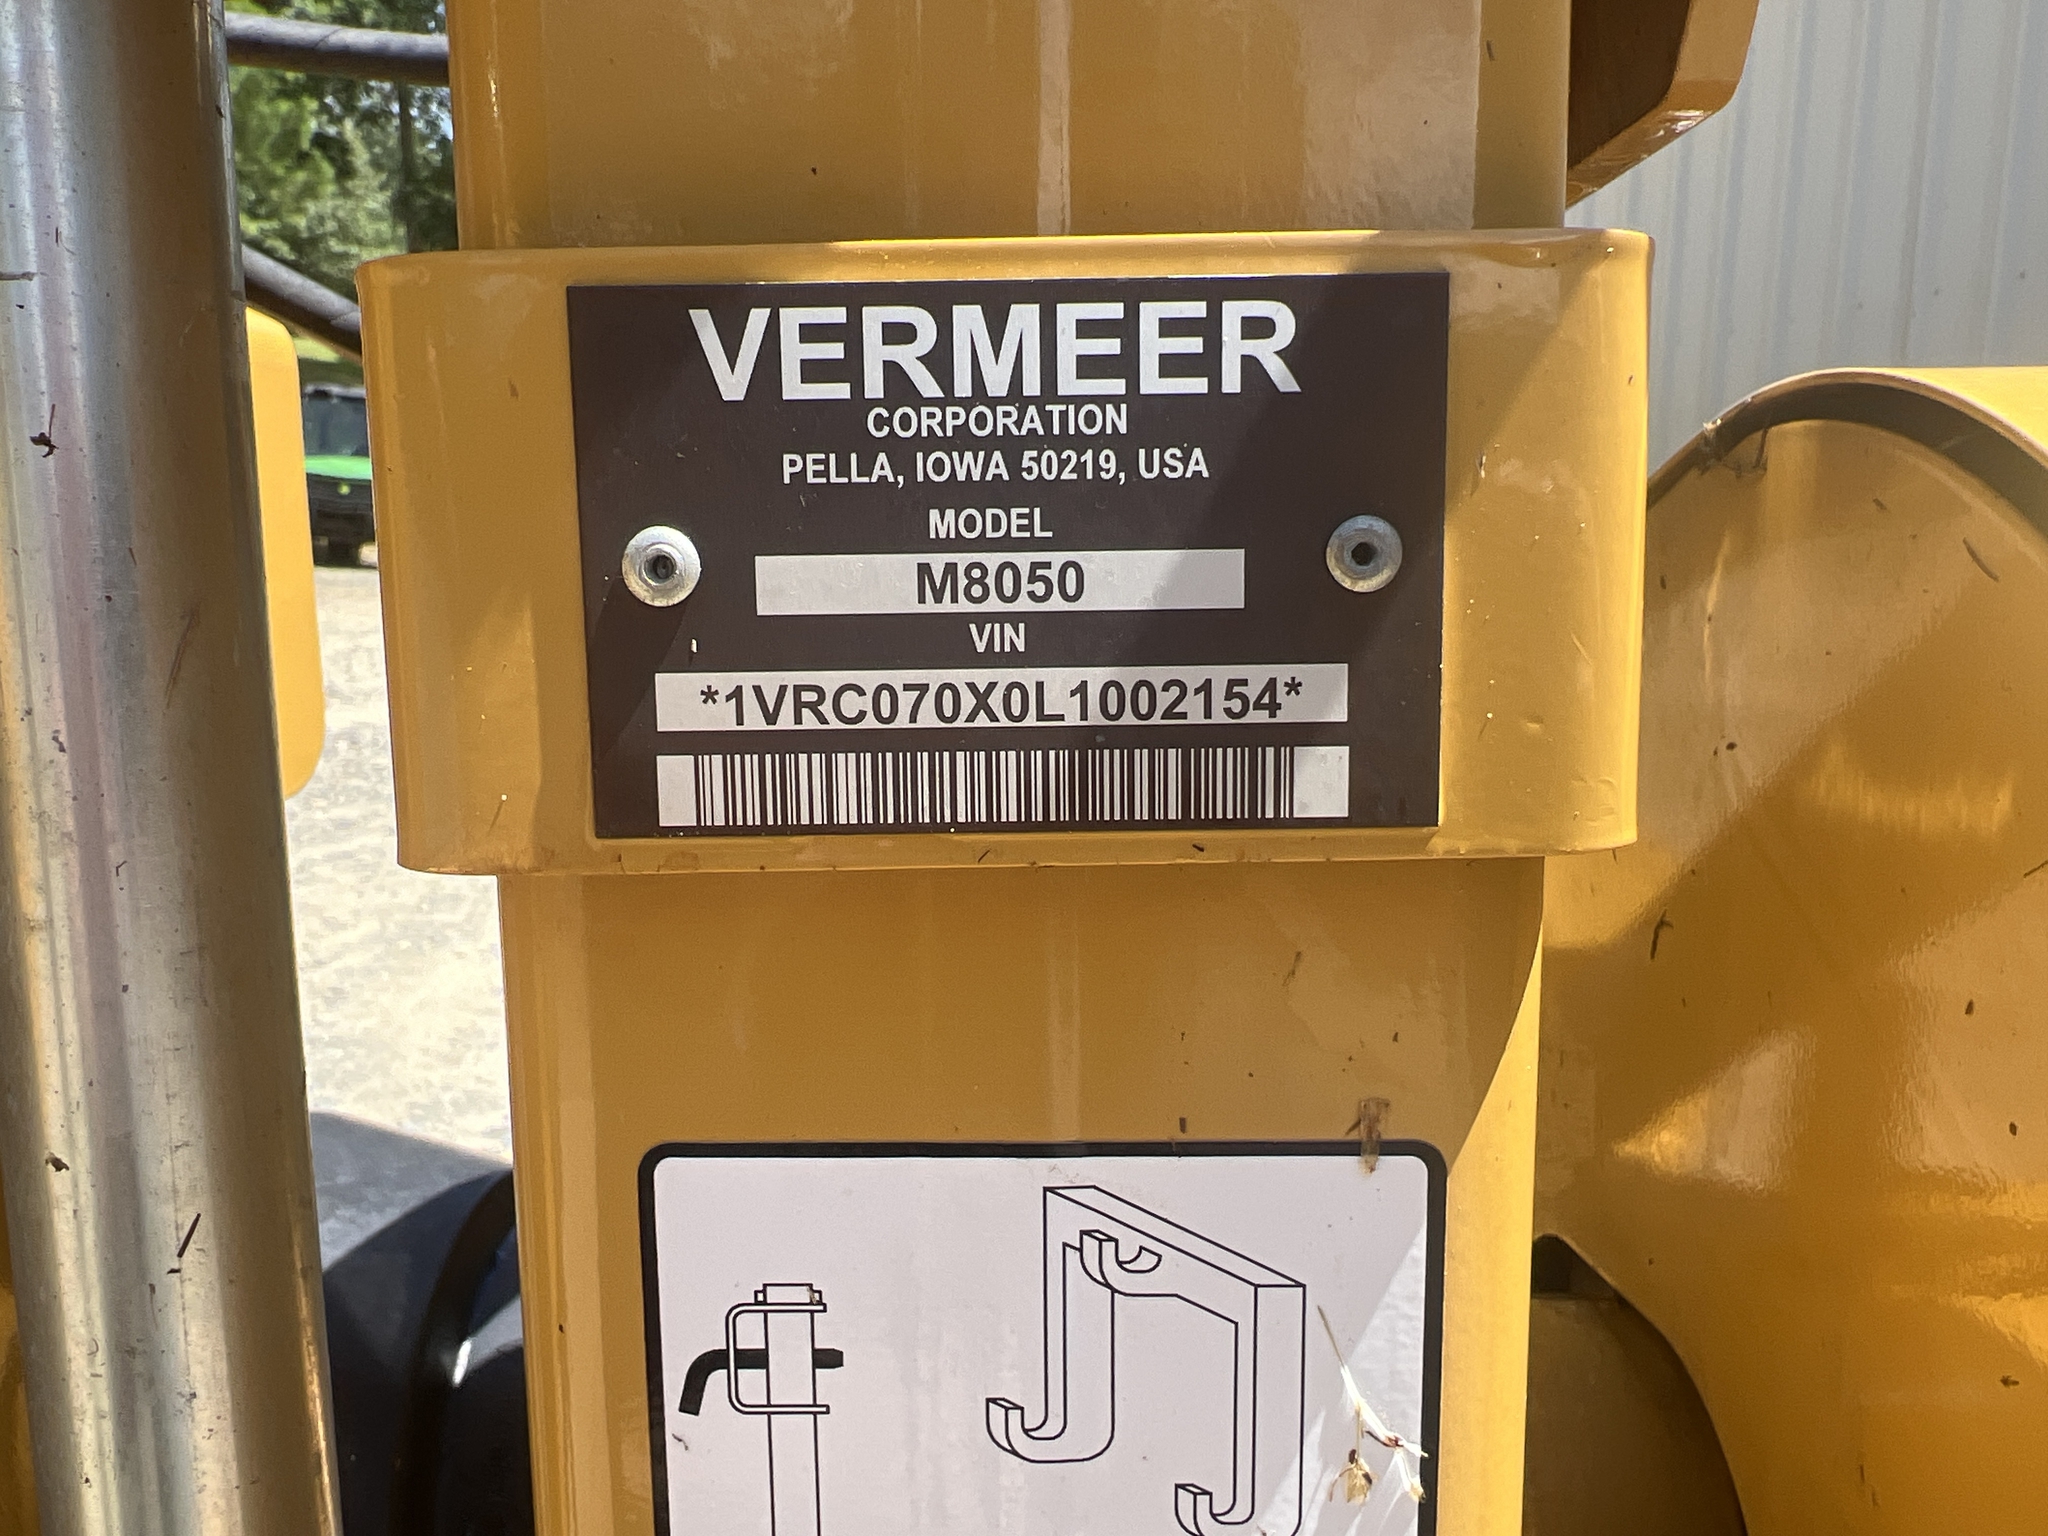 VERMEER
CORPORATION
PELLA, IOWA 50219, USA
MODEL
M8050
VIN
*1VRC070X0L1002154*